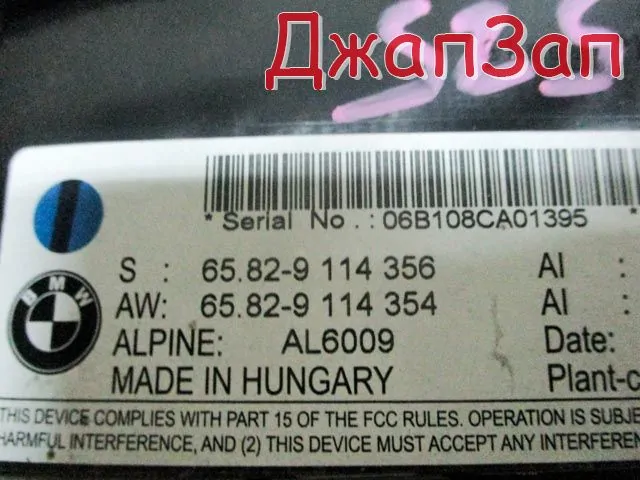 ДжапЗап
585
* Serial No . : 06B108CA01395 *
S : 65.82-9 114 356 AI :
AW: 65.82-9 114 354 AI :
ALPINE: AL6009 Date:
MADE IN HUNGARY Plant-c
BMW
THIS DEVICE COMPLIES WITH PART 15 OF THE FCC RULES. OPERATION IS SUBJE
HARMFUL INTERFERENCE, AND (2) THIS DEVICE MUST ACCEPT ANY INTERFEREN